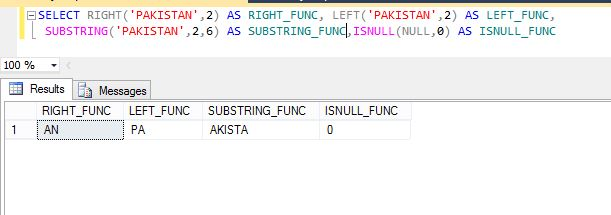 SELECT RIGHT('PAKISTAN',2) AS RIGHT_FUNC, LEFT('PAKISTAN',2) AS LEFT_FUNC,
SUBSTRING('PAKISTAN',2,6) AS SUBSTRING_FUNC,ISNULL(NULL,0) AS ISNULL_FUNC
100 %
Results Messages
RIGHT_FUNC LEFT_FUNC SUBSTRING_FUNC ISNULL_FUNC
1 AN PA AKISTA 0